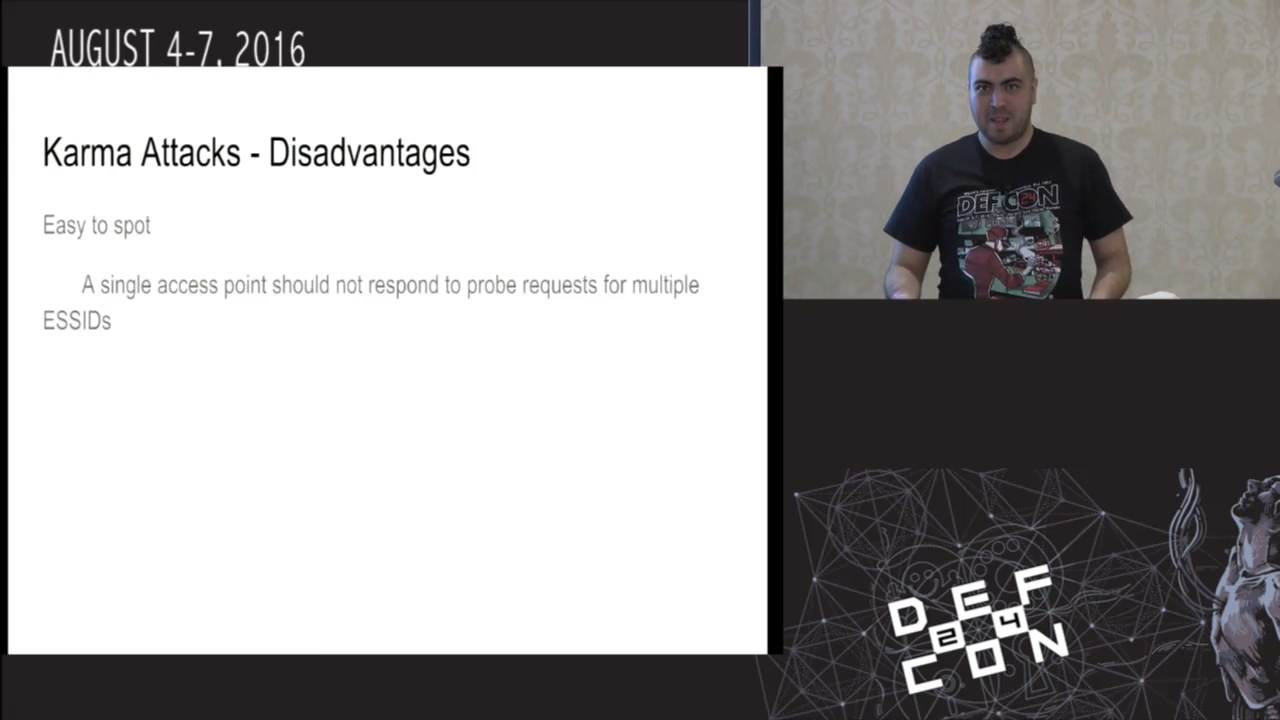 AUGUST 4-7, 2016
Karma Attacks - Disadvantages
Easy to spot
A single access point should not respond to probe requests for multiple
ESSIDs
DEF CON
24
DEF
24
CON